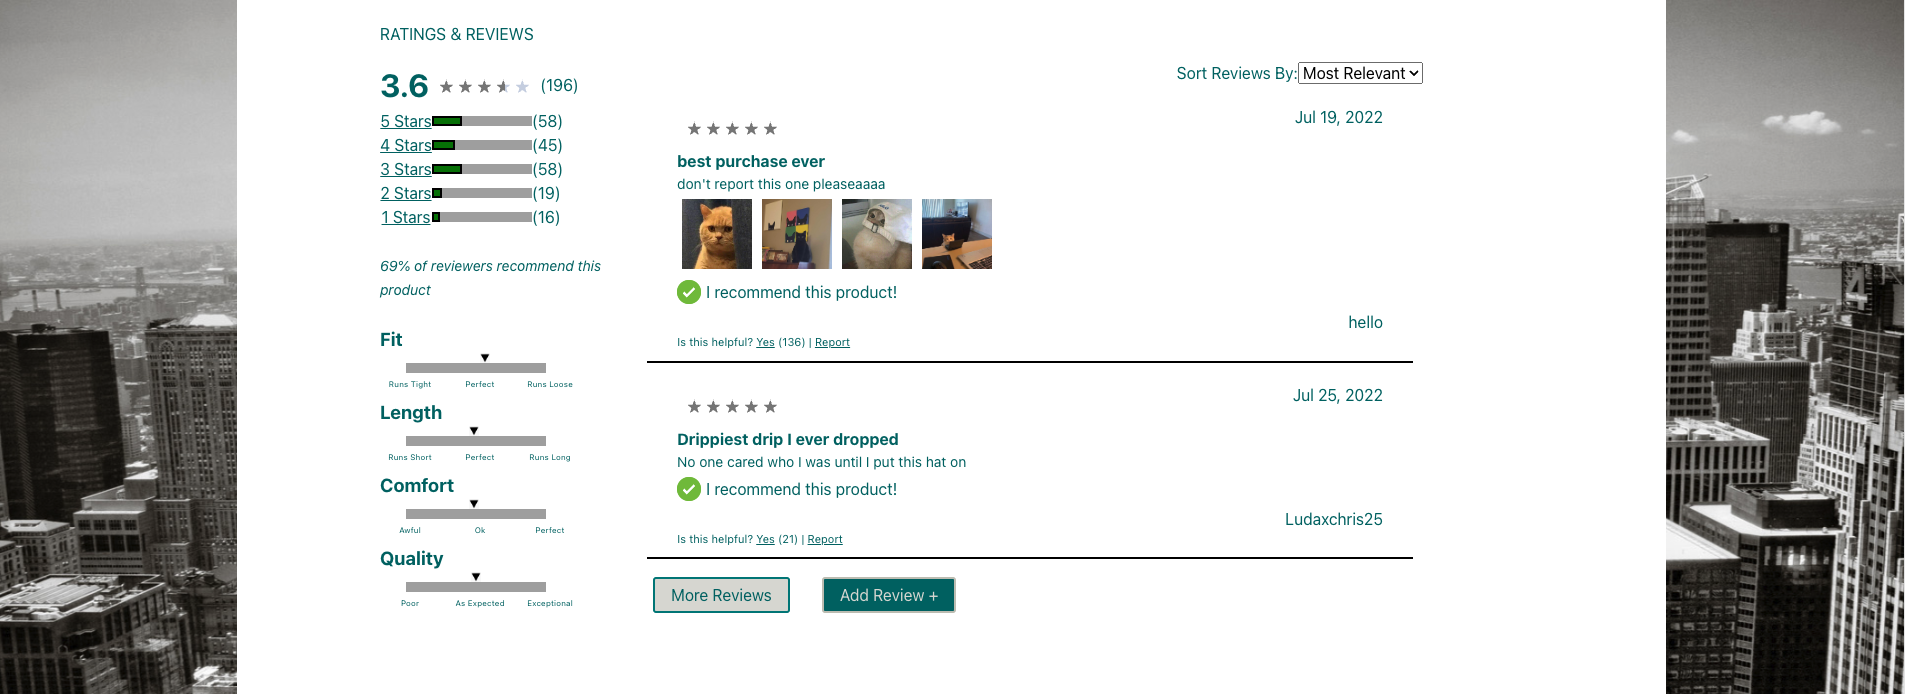 RATINGS & REVIEWS
3.6 (196)
5 Stars (58)
4 Stars (45)
3 Stars (58)
2 Stars (19)
1 Stars (16)
69% of reviewers recommend this
product
Fit
Runs Tight Perfect Runs Loose
Length
Runs Short Perfect Runs Long
Comfort
Awful Ok Perfect
Quality
Poor As Expected Exceptional
Sort Reviews By: Most Relevant
Jul 19, 2022
best purchase ever
don't report this one pleaseaaaa
I recommend this product!
hello
Is this helpful? Yes (136) | Report
Jul 25, 2022
Drippiest drip I ever dropped
No one cared who I was until I put this hat on
I recommend this product!
Ludaxchris25
Is this helpful? Yes (21) | Report
More Reviews Add Review +